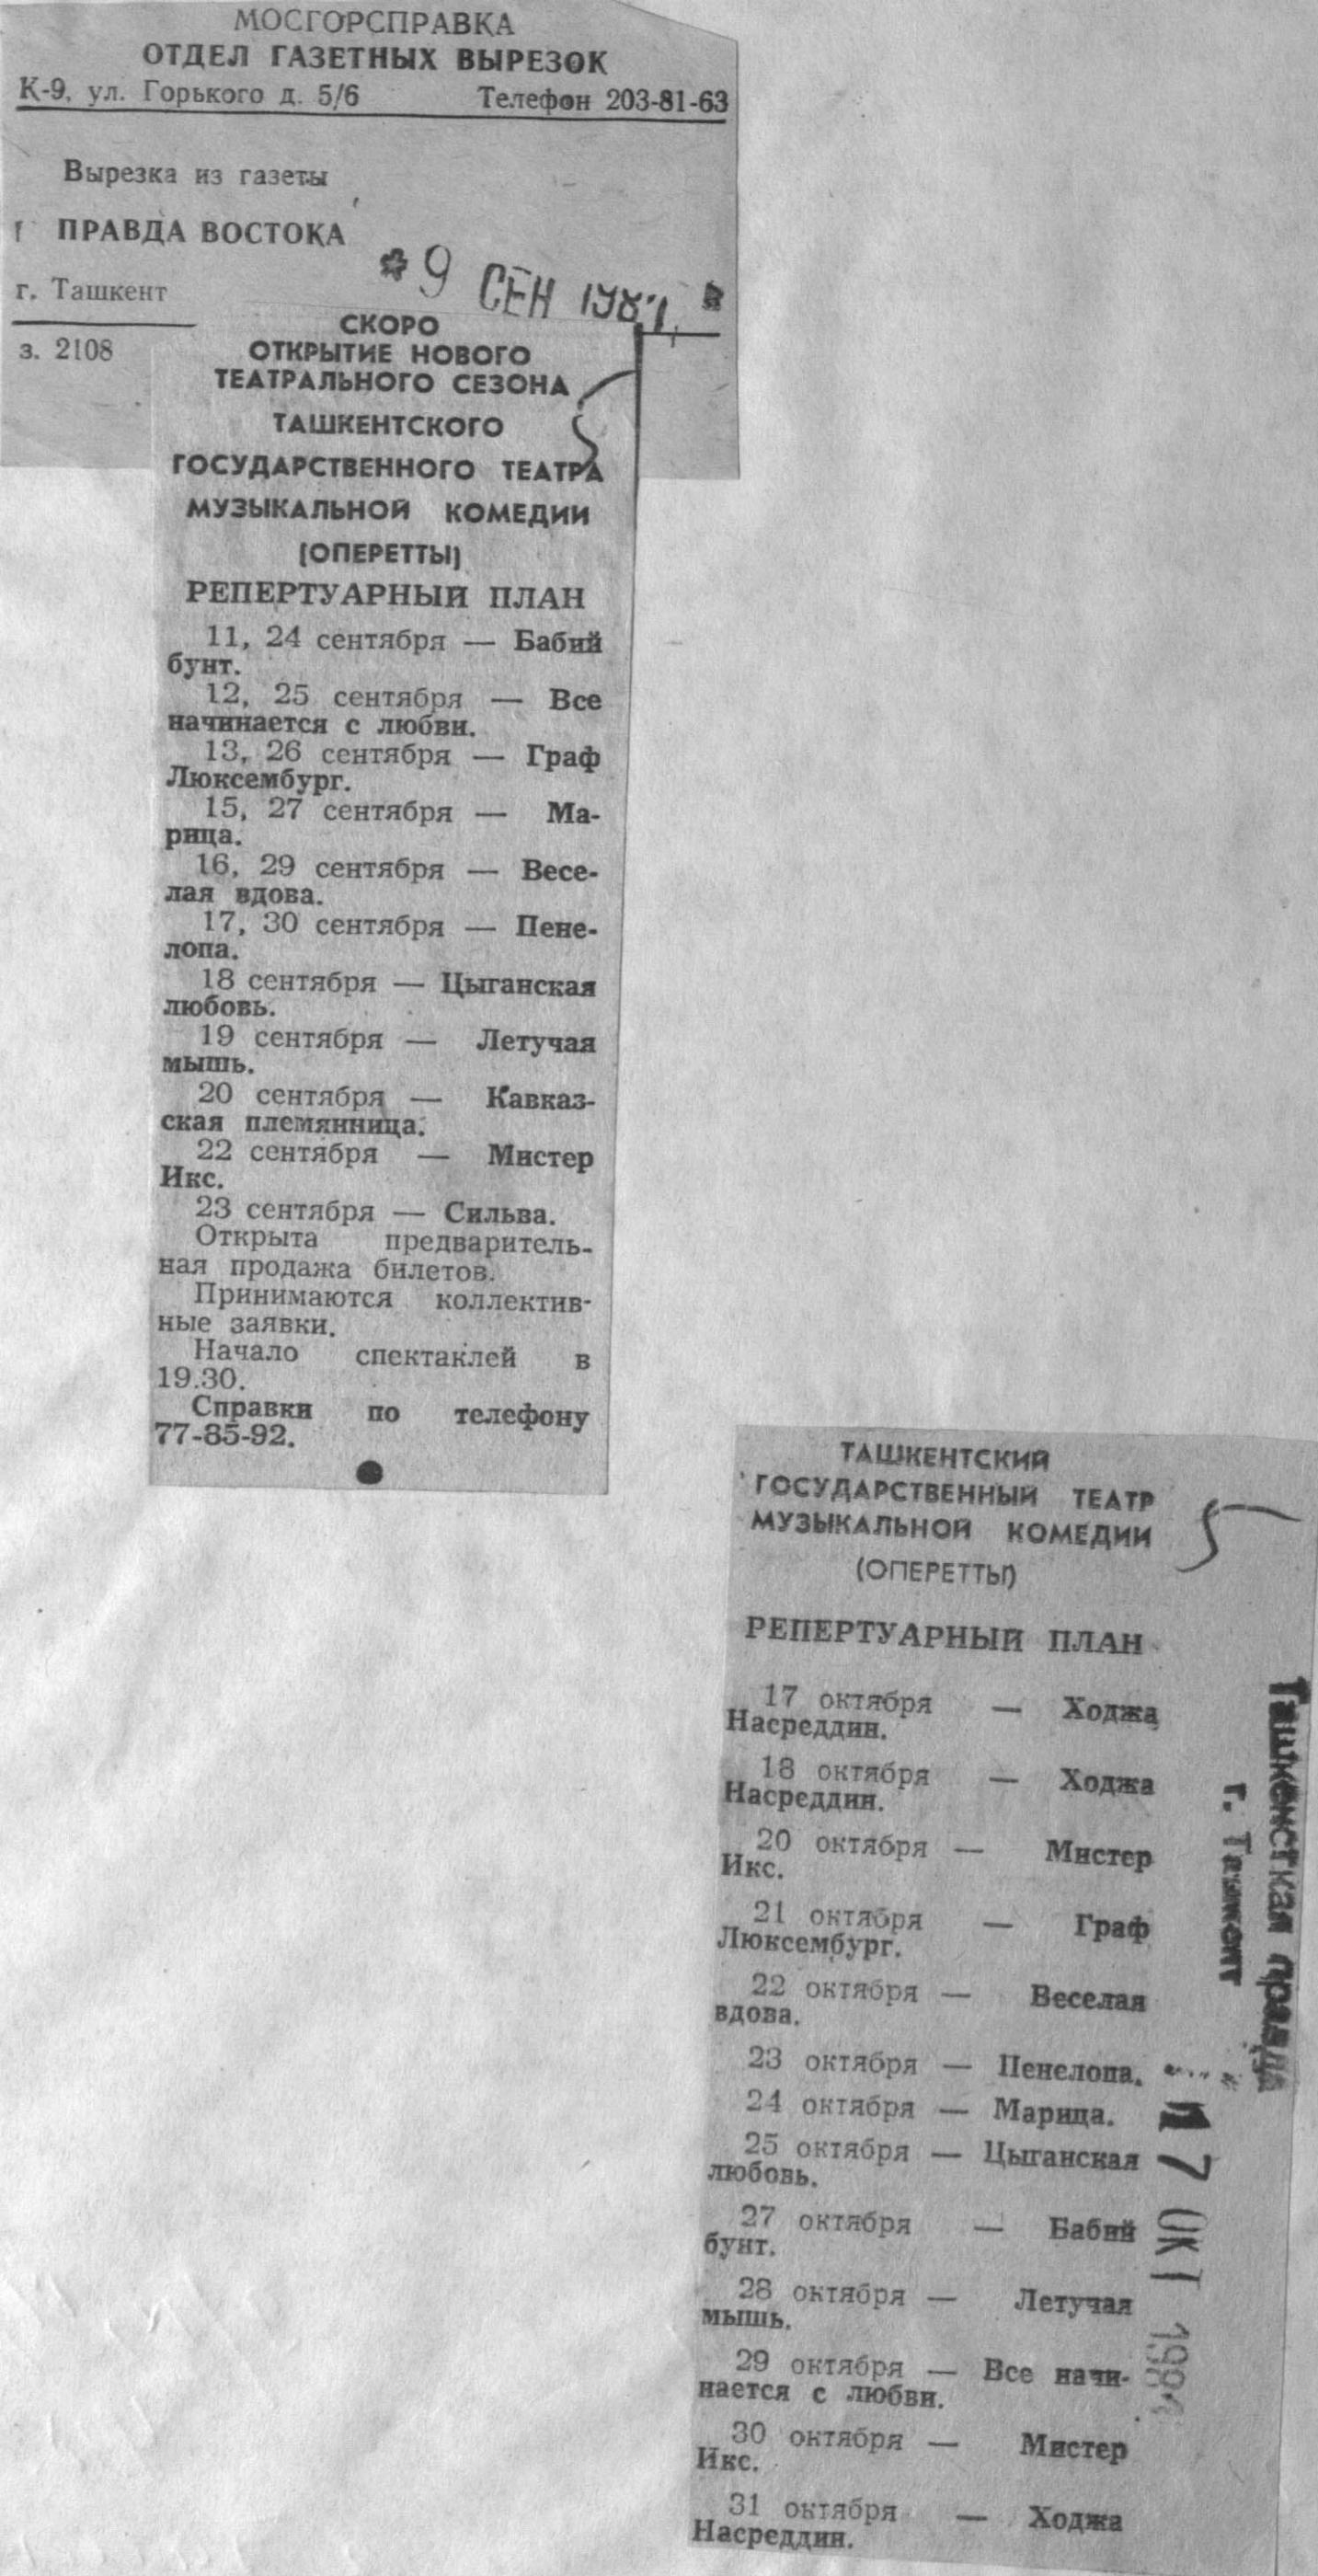 МОСГОРСПРАВКА
ОТДЕЛ ГАЗЕТНЫХ ВЫРЕЗОК
К-9, ул. Горького д. 5/6 Телефон 203-81-63
Вырезка из газеты
ПРАВДА ВОСТОКА
9 СЕН 1981
г. Ташкент
з. 2108
СКОРО
ОТКРЫТИЕ НОВОГО
ТЕАТРАЛЬНОГО СЕЗОНА
ТАШКЕНТСКОГО
ГОСУДАРСТВЕННОГО ТЕАТРА
МУЗЫКАЛЬНОЙ КОМЕДИИ
(ОПЕРЕТТЫ)
РЕПЕРТУАРНЫЙ ПЛАН
11, 24 сентября — Бабий
бунт.
12, 25 сентября — Все
начинается с любви.
13, 26 сентября — Граф
Люксембург.
15, 27 сентября — Ма-
рица.
16, 29 сентября — Весе-
лая вдова.
17, 30 сентября — Пене-
лопа.
18 сентября — Цыганская
любовь.
19 сентября — Летучая
мышь.
20 сентября — Кавказ-
ская племянница.
22 сентября — Мистер
Икс.
23 сентября — Сильва.
Открыта предваритель-
ная продажа билетов.
Принимаются коллектив-
ные заявки.
Начало спектаклей в
19.30.
Справки по телефону
77-85-92.
ТАШКЕНТСКИЙ
ГОСУДАРСТВЕННЫЙ ТЕАТР
МУЗЫКАЛЬНОЙ КОМЕДИИ
(ОПЕРЕТТЫ)
РЕПЕРТУАРНЫЙ ПЛАН
17 октября — Ходжа
Насреддин.
18 октября — Ходжа
Насреддин.
20 октября — Мистер
Икс.
21 октября — Граф
Люксембург.
22 октября — Веселая
вдова.
23 октября — Пенелопа.
24 октября — Марица.
25 октября — Цыганская
любовь.
27 октября — Бабий
бунт.
28 октября — Летучая
мышь.
29 октября — Все начи-
нается с любви.
30 октября — Мистер
Икс.
31 октября — Ходжа
Насреддин.
Ташкенсткая правда
г. Ташкент
17 ОКТ 1981